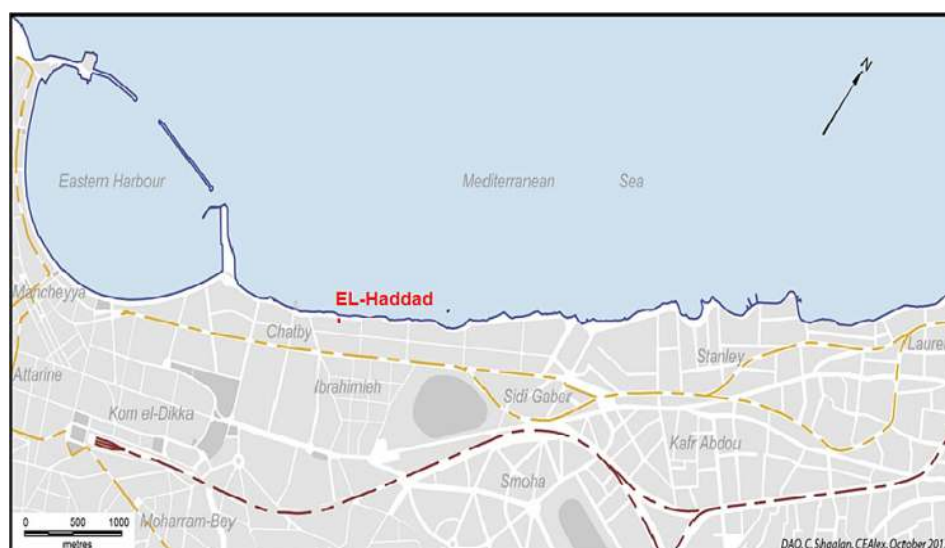 N
Eastern Harbour
Mediterranean Sea
EL-Haddad
Mancheyya
Chatby
Stanley
Attarine
Ibrahimieh
Sidi Gaber
Kom el-Dikka
Kafr Abdou
Smoha
Moharram-Bey
0 500 1000
metres
DAO, C. Shaalan, CEAlex, October